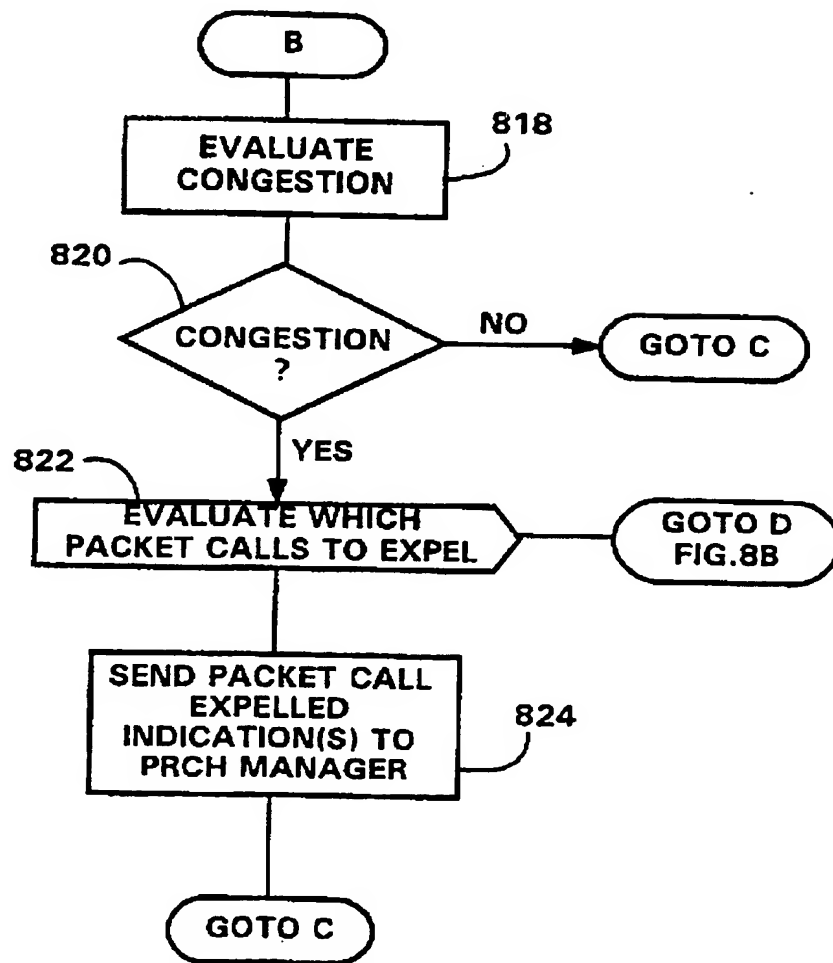 B
EVALUATE
CONGESTION
818
820
CONGESTION
?
NO
GOTO C
YES
822
EVALUATE WHICH
PACKET CALLS TO EXPEL
GOTO D
FIG.8B
SEND PACKET CALL
EXPELLED
INDICATION(S) TO
PRCH MANAGER
824
GOTO C